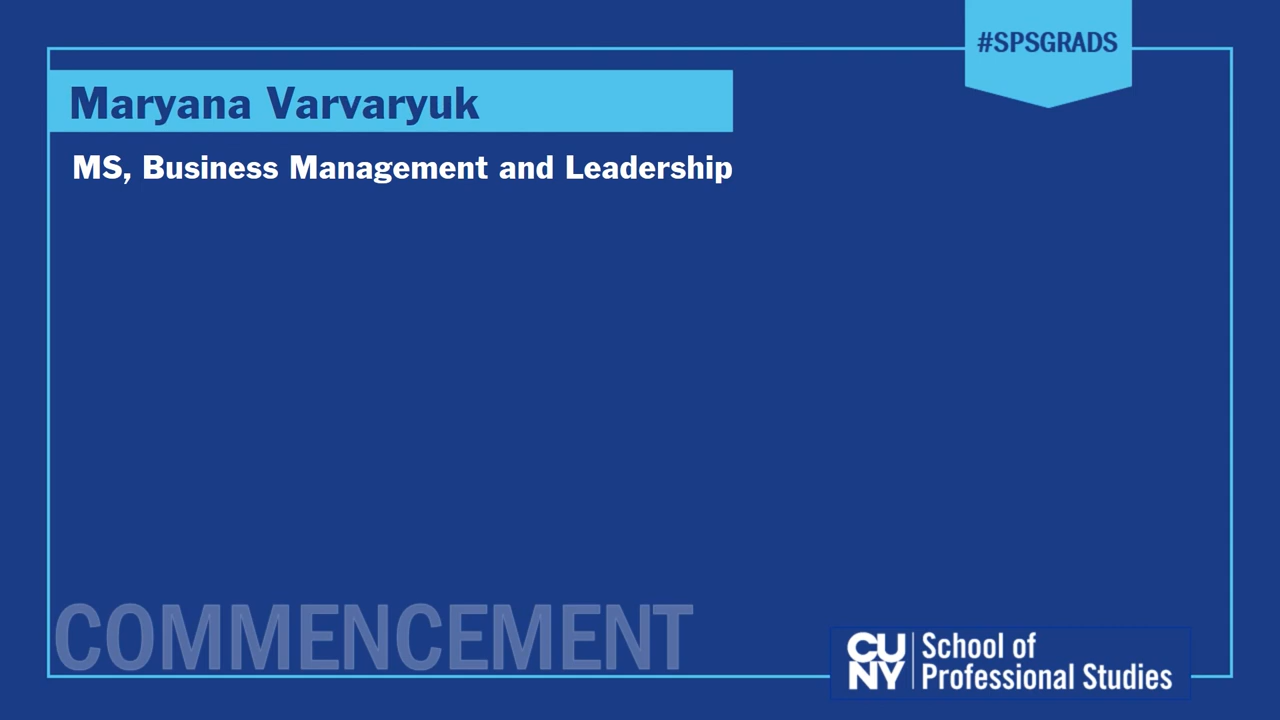 #SPSGRADS
Maryana Varvaryuk
MS, Business Management and Leadership
COMMENCEMENT
CU
NY
School of
Professional Studies